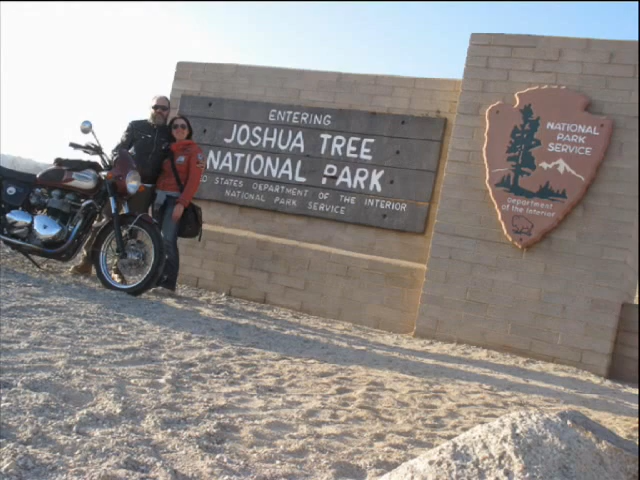 ENTERING
JOSHUA TREE
NATIONAL PARK
STATES DEPARTMENT OF THE INTERIOR
NATIONAL PARK SERVICE
NATIONAL
PARK
SERVICE
Department
of the Interior